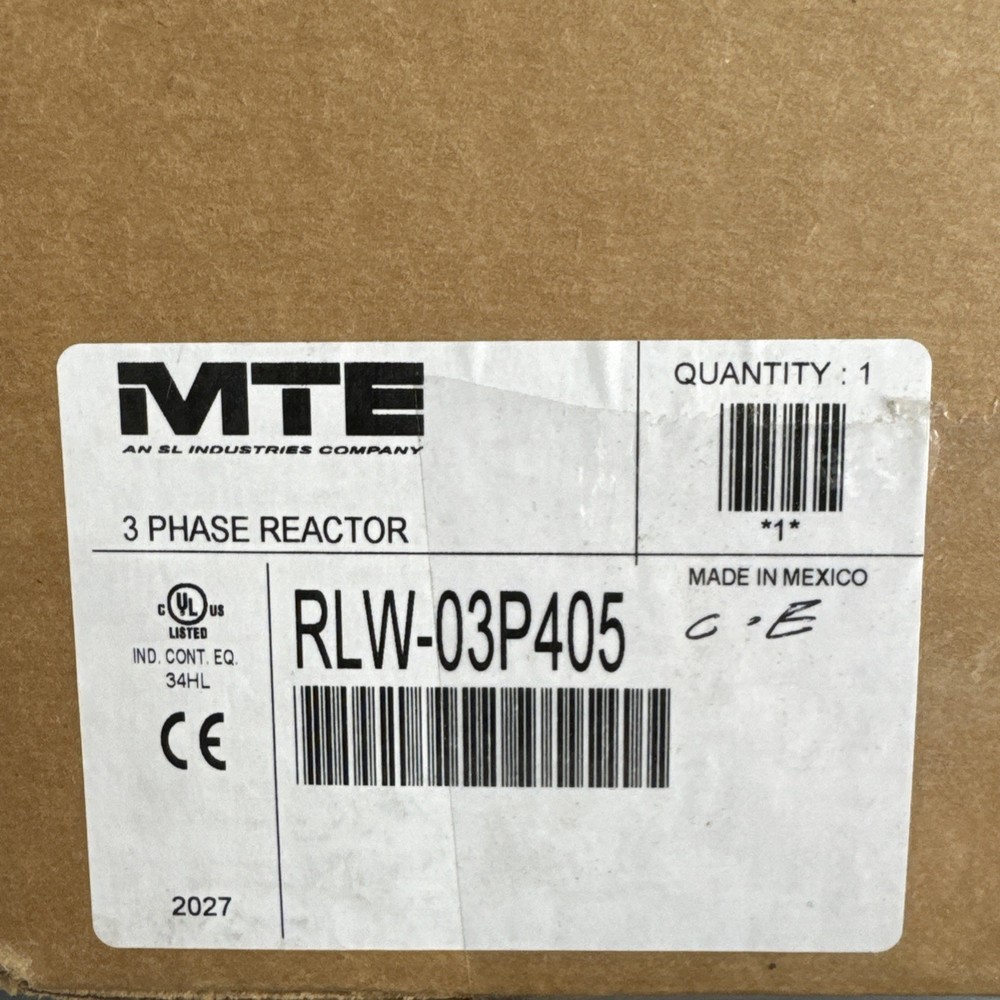 MTE
AN SL INDUSTRIES COMPANY
QUANTITY : 1
*1*
3 PHASE REACTOR
MADE IN MEXICO
C UL US
LISTED
IND. CONT. EQ.
34HL
CE
RLW-03P405
C.E
2027